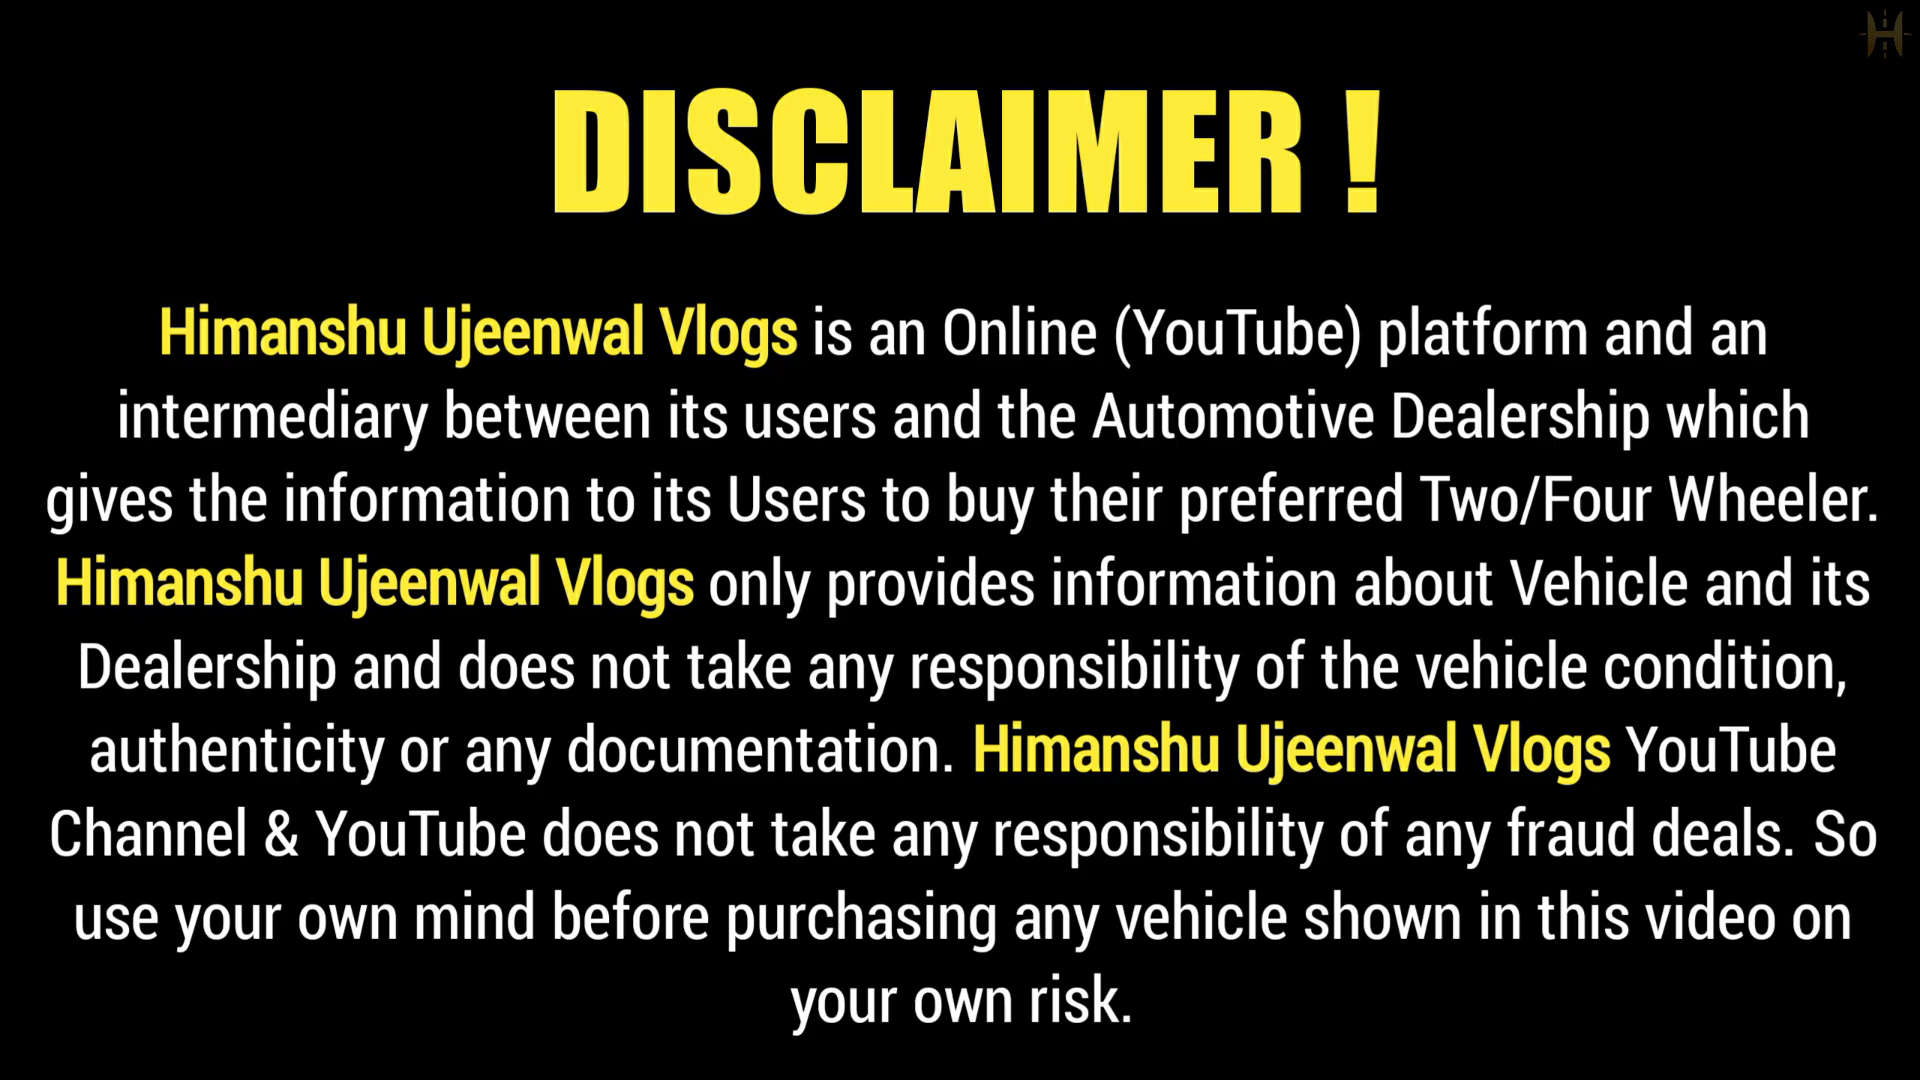 DISCLAIMER !
Himanshu Ujeenwal Vlogs is an Online (YouTube) platform and an
intermediary between its users and the Automotive Dealership which
gives the information to its Users to buy their preferred Two/Four Wheeler.
Himanshu Ujeenwal Vlogs only provides information about Vehicle and its
Dealership and does not take any responsibility of the vehicle condition,
authenticity or any documentation. Himanshu Ujeenwal Vlogs YouTube
Channel & YouTube does not take any responsibility of any fraud deals. So
use your own mind before purchasing any vehicle shown in this video on
your own risk.